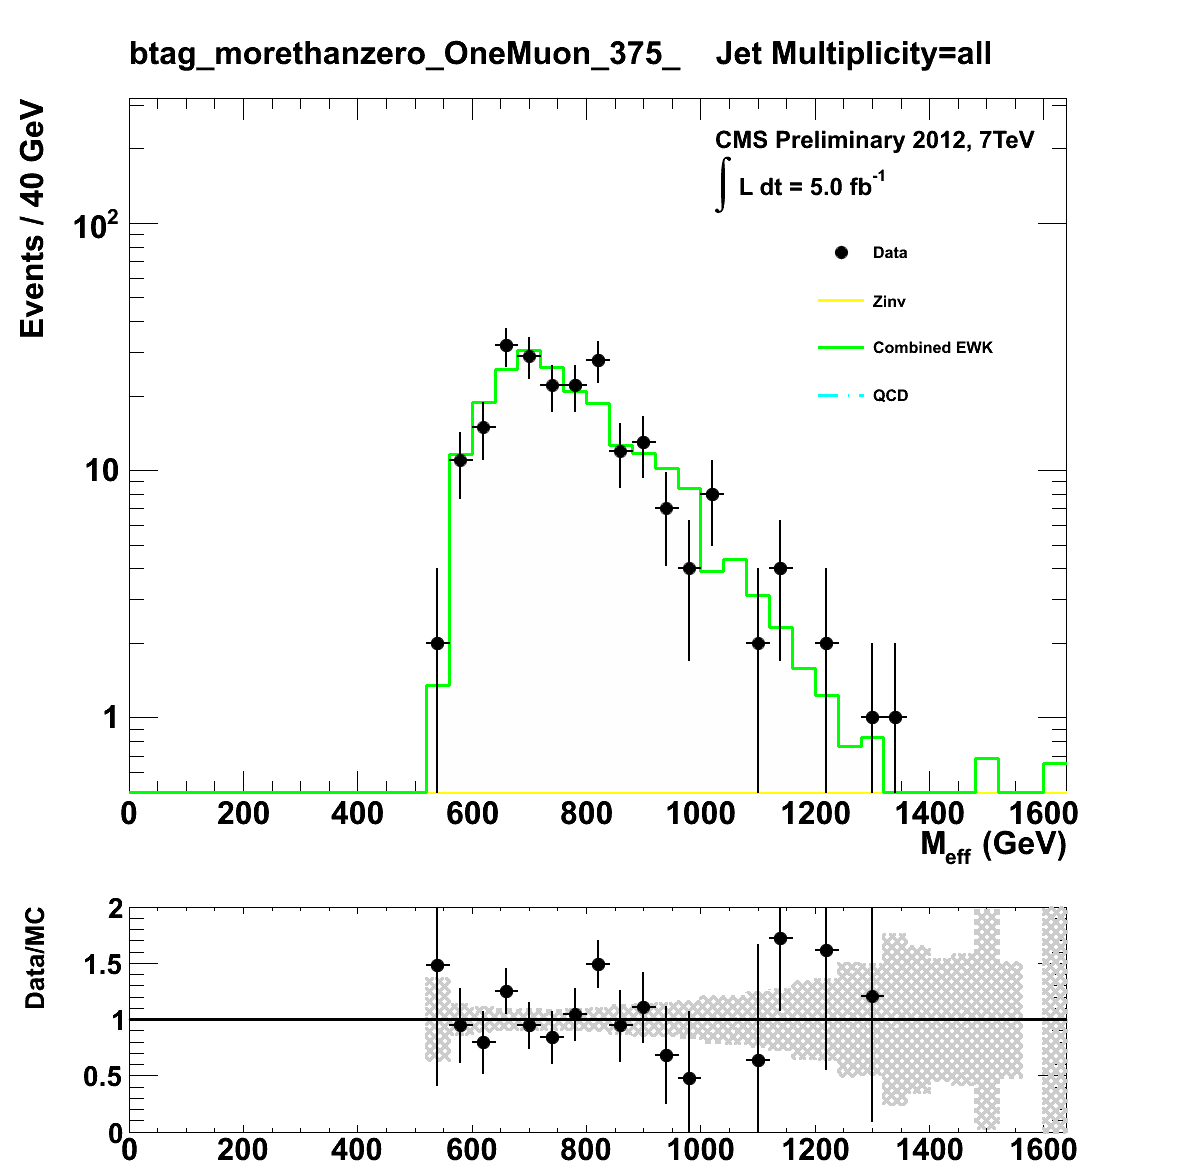 btag_morethanzero_OneMuon_375_ Jet Multiplicity=all
Events / 40 GeV
CMS Preliminary 2012, 7TeV
∫ L dt = 5.0 fb⁻¹
Data
Zinv
Combined EWK
QCD
10²
10
1
0 200 400 600 800 1000 1200 1400 1600
M_eff (GeV)
Data/MC
2
1.5
1
0.5
0
0 200 400 600 800 1000 1200 1400 1600